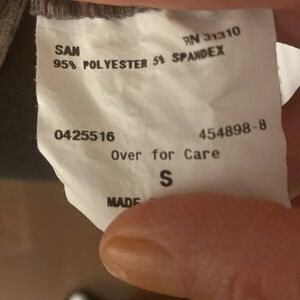 SAN RN 31310
95% POLYESTER 5% SPANDEX
0425516 454898-8
Over for Care
S
MADE